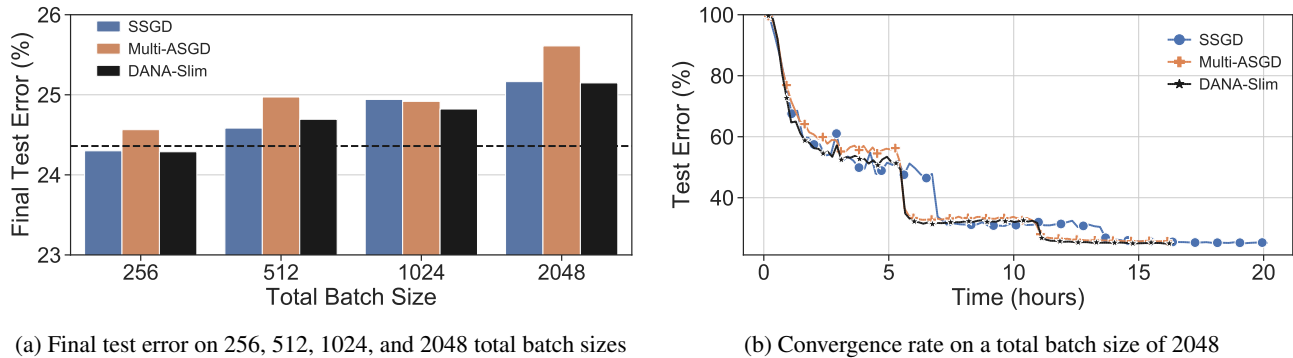 26
25
24
23
Final Test Error (%)
SSGD
Multi-ASGD
DANA-Slim
256
512
1024
2048
Total Batch Size
(a) Final test error on 256, 512, 1024, and 2048 total batch sizes
100
80
60
40
Test Error (%)
SSGD
Multi-ASGD
DANA-Slim
0
5
10
15
20
Time (hours)
(b) Convergence rate on a total batch size of 2048